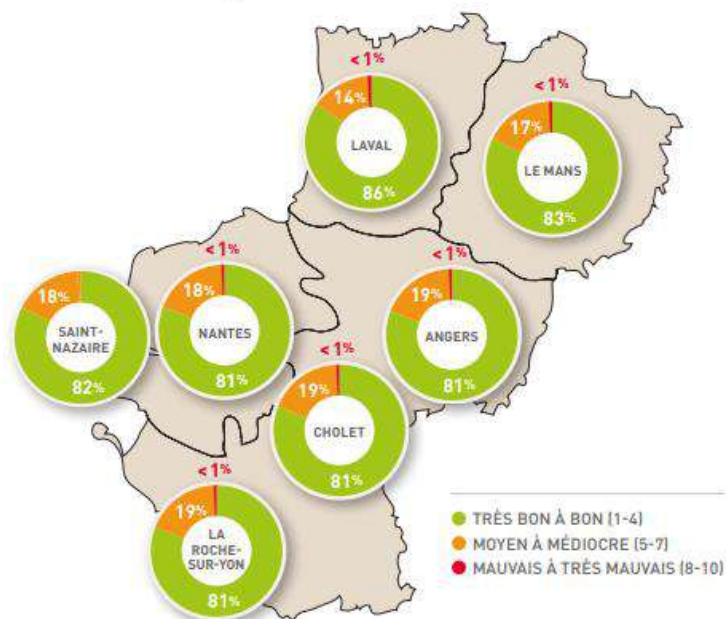 <1%
14%
LAVAL
86%
<1%
17%
LE MANS
83%
18%
SAINT-
NAZAIRE
82%
<1%
18%
NANTES
81%
<1%
19%
ANGERS
81%
<1%
19%
CHOLET
81%
<1%
19%
LA
ROCHE-
SUR-YON
81%
TRÈS BON À BON (1-4)
MOYEN À MÉDIOCRE (5-7)
MAUVAIS À TRÈS MAUVAIS (8-10)